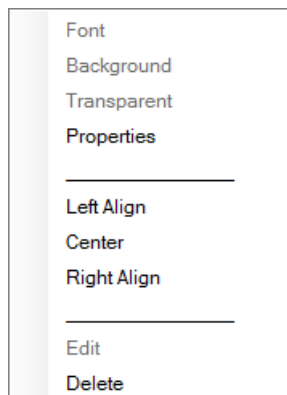 Font
Background
Transparent
Properties
Left Align
Center
Right Align
Edit
Delete